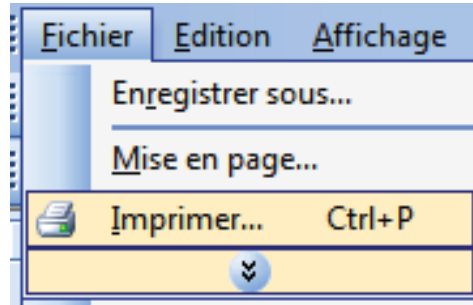 Fichier Edition Affichage
Enregistrer sous...
Mise en page...
Imprimer... Ctrl+P